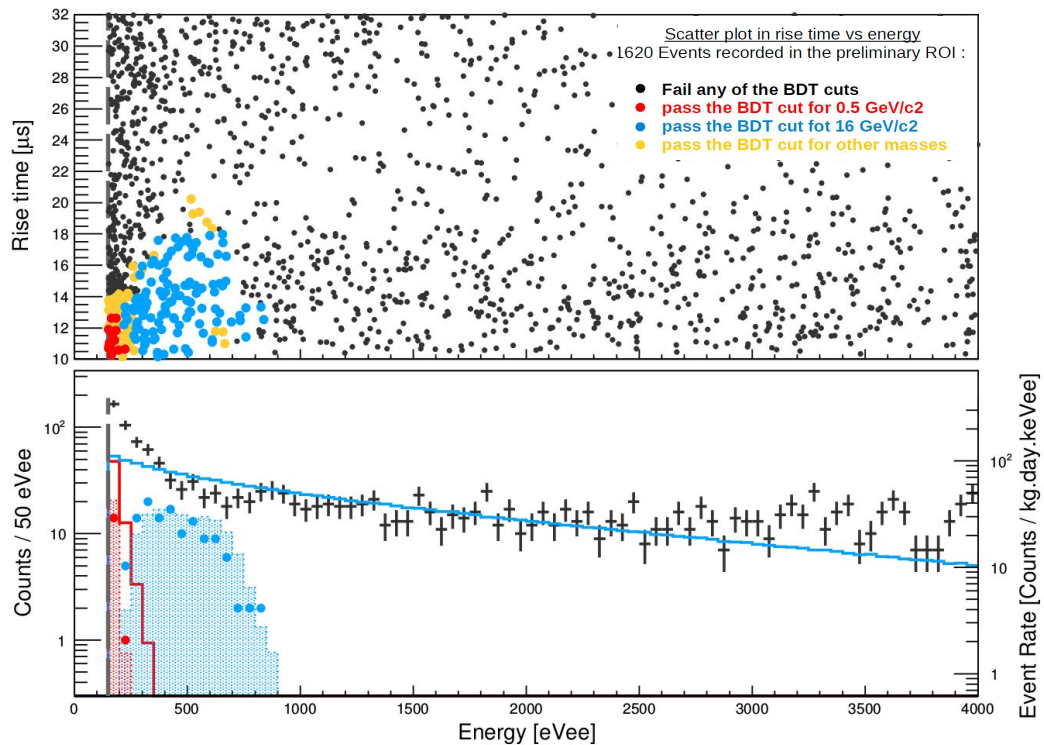 Scatter plot in rise time vs energy
1620 Events recorded in the preliminary ROI :
Fail any of the BDT cuts
pass the BDT cut for 0.5 GeV/c2
pass the BDT cut fot 16 GeV/c2
pass the BDT cut for other masses
Rise time [μs]
32
30
28
26
24
22
20
18
16
14
12
10
Counts / 50 eVee
10²
10
1
Event Rate [Counts / kg.day.keVee]
10²
10
1
0
500
1000
1500
2000
2500
3000
3500
4000
Energy [eVee]